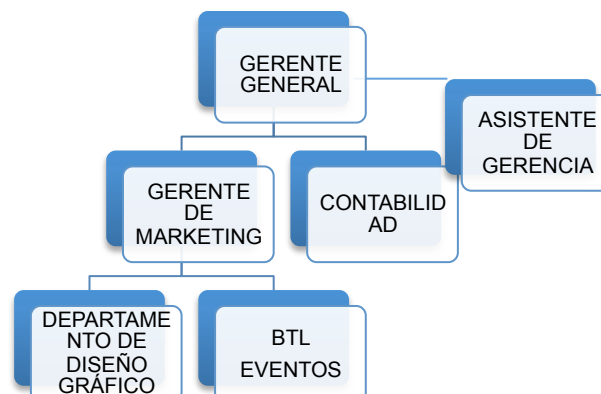 GERENTE
GENERAL
ASISTENTE
DE
GERENCIA
GERENTE
DE
MARKETING
CONTABILID
AD
DEPARTAME
NTO DE
DISEÑO
GRÁFICO
BTL
EVENTOS